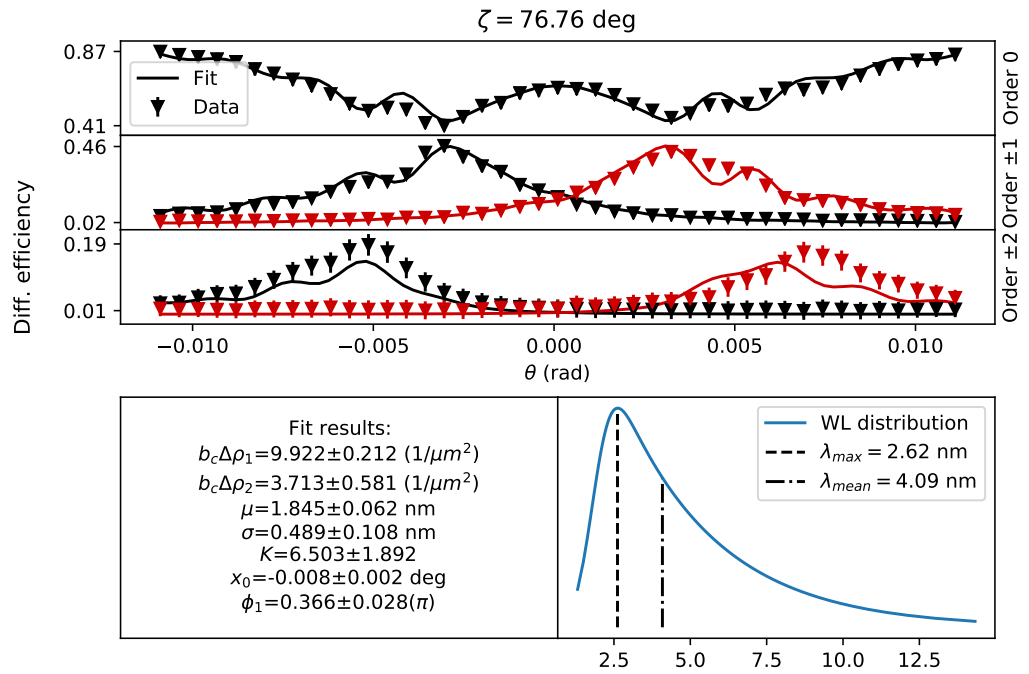 ζ = 76.76 deg
0.87
0.41
Fit
Data
Order 0
0.46
0.02
Order ±1
0.19
0.01
Order ±2
Diff. efficiency
−0.010
−0.005
0.000
0.005
0.010
θ (rad)
Fit results:
b_cΔρ_1=9.922±0.212 (1/μm²)
b_cΔρ_2=3.713±0.581 (1/μm²)
μ=1.845±0.062 nm
σ=0.489±0.108 nm
K=6.503±1.892
x_0=-0.008±0.002 deg
ϕ_1=0.366±0.028(π)
WL distribution
λ_max = 2.62 nm
λ_mean = 4.09 nm
2.5
5.0
7.5
10.0
12.5